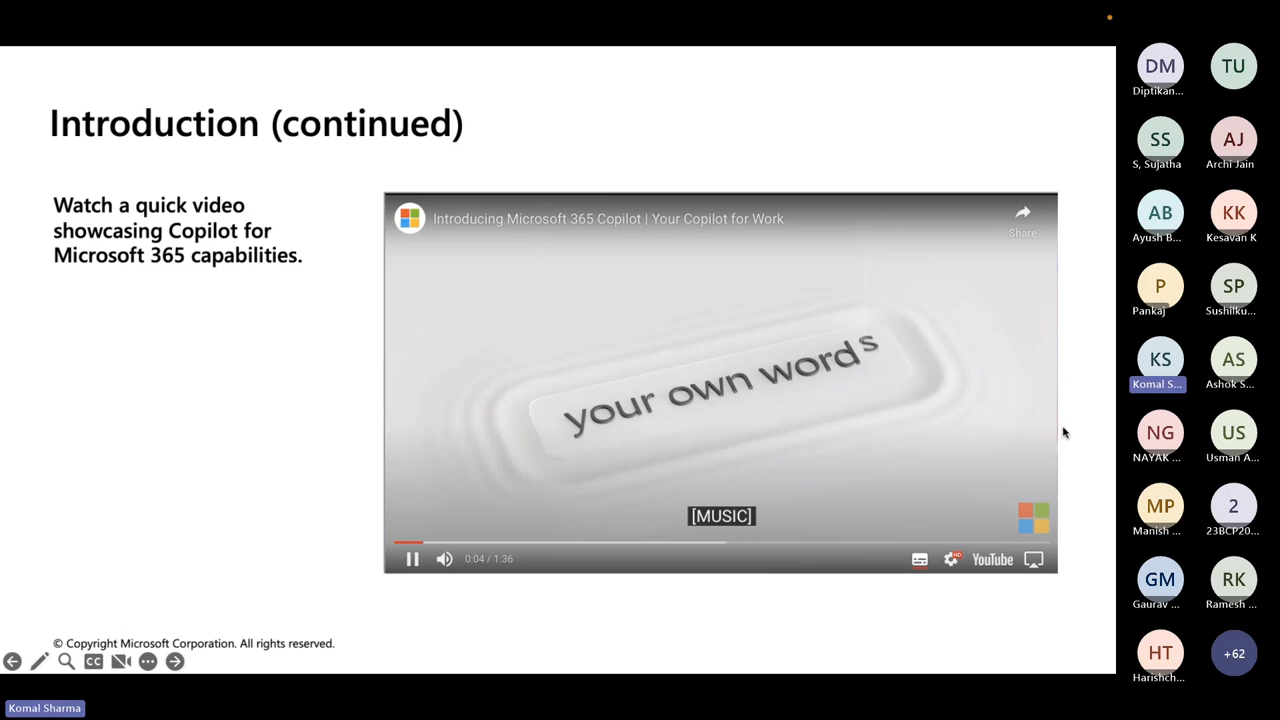 Introduction (continued)
Watch a quick video
showcasing Copilot for
Microsoft 365 capabilities.
Introducing Microsoft 365 Copilot | Your Copilot for Work
Share
your own words
[MUSIC]
0:04 / 1:36
HD
YouTube
© Copyright Microsoft Corporation. All rights reserved.
CC
Komal Sharma
DM
Diptikan...
TU
SS
S, Sujatha
AJ
Archi Jain
AB
Ayush B...
KK
Kesavan K
P
Pankaj
SP
Sushilku...
KS
Komal S...
AS
Ashok S...
NG
NAYAK ...
US
Usman A...
MP
Manish ...
2
23BCP20...
GM
Gaurav ...
RK
Ramesh ...
HT
Harishch...
+62